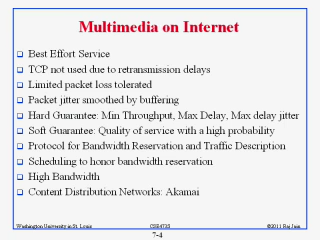 Multimedia on Internet
Best Effort Service
TCP not used due to retransmission delays
Limited packet loss tolerated
Packet jitter smoothed by buffering
Hard Guarantee: Min Throughput, Max Delay, Max delay jitter
Soft Guarantee: Quality of service with a high probability
Protocol for Bandwidth Reservation and Traffic Description
Scheduling to honor bandwidth reservation
High Bandwidth
Content Distribution Networks: Akamai
Washington University in St. Louis CSE473S ©2011 Raj Jain
7-4